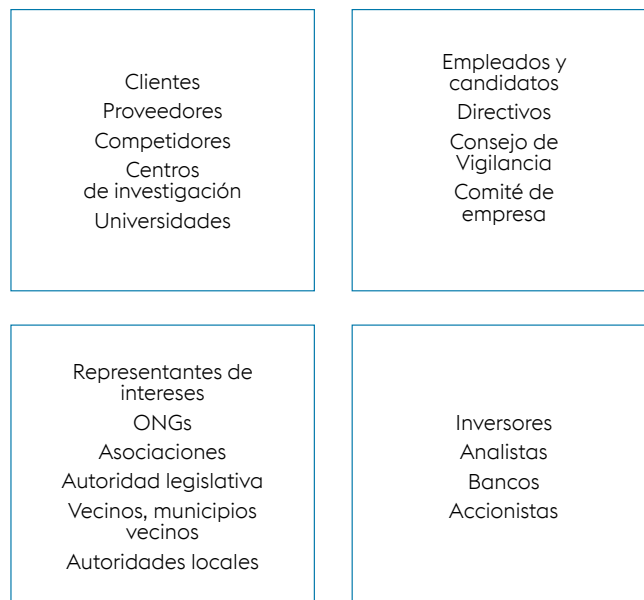 Clientes
Proveedores
Competidores
Centros
de investigación
Universidades
Empleados y
candidatos
Directivos
Consejo de
Vigilancia
Comité de
empresa
Representantes de
intereses
ONGs
Asociaciones
Autoridad legislativa
Vecinos, municipios
vecinos
Autoridades locales
Inversores
Analistas
Bancos
Accionistas